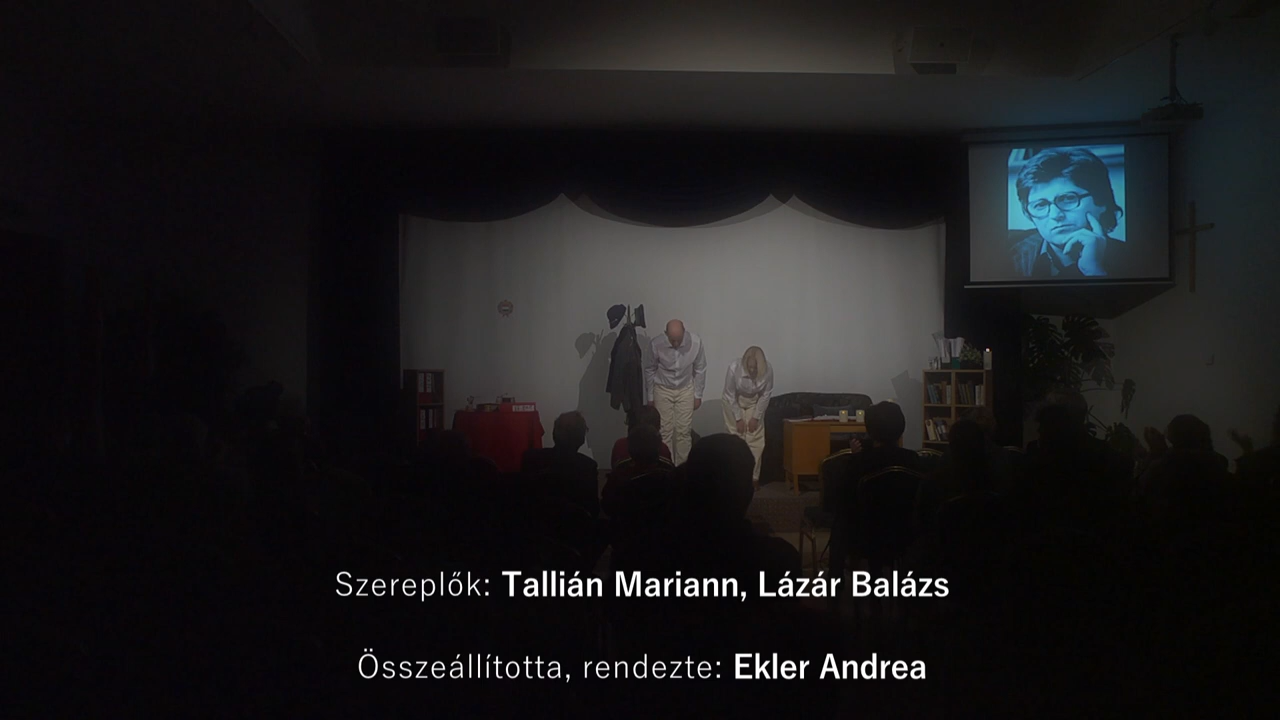 Szereplők: Tallián Mariann, Lázár Balázs
Összeállította, rendezte: Ekler Andrea